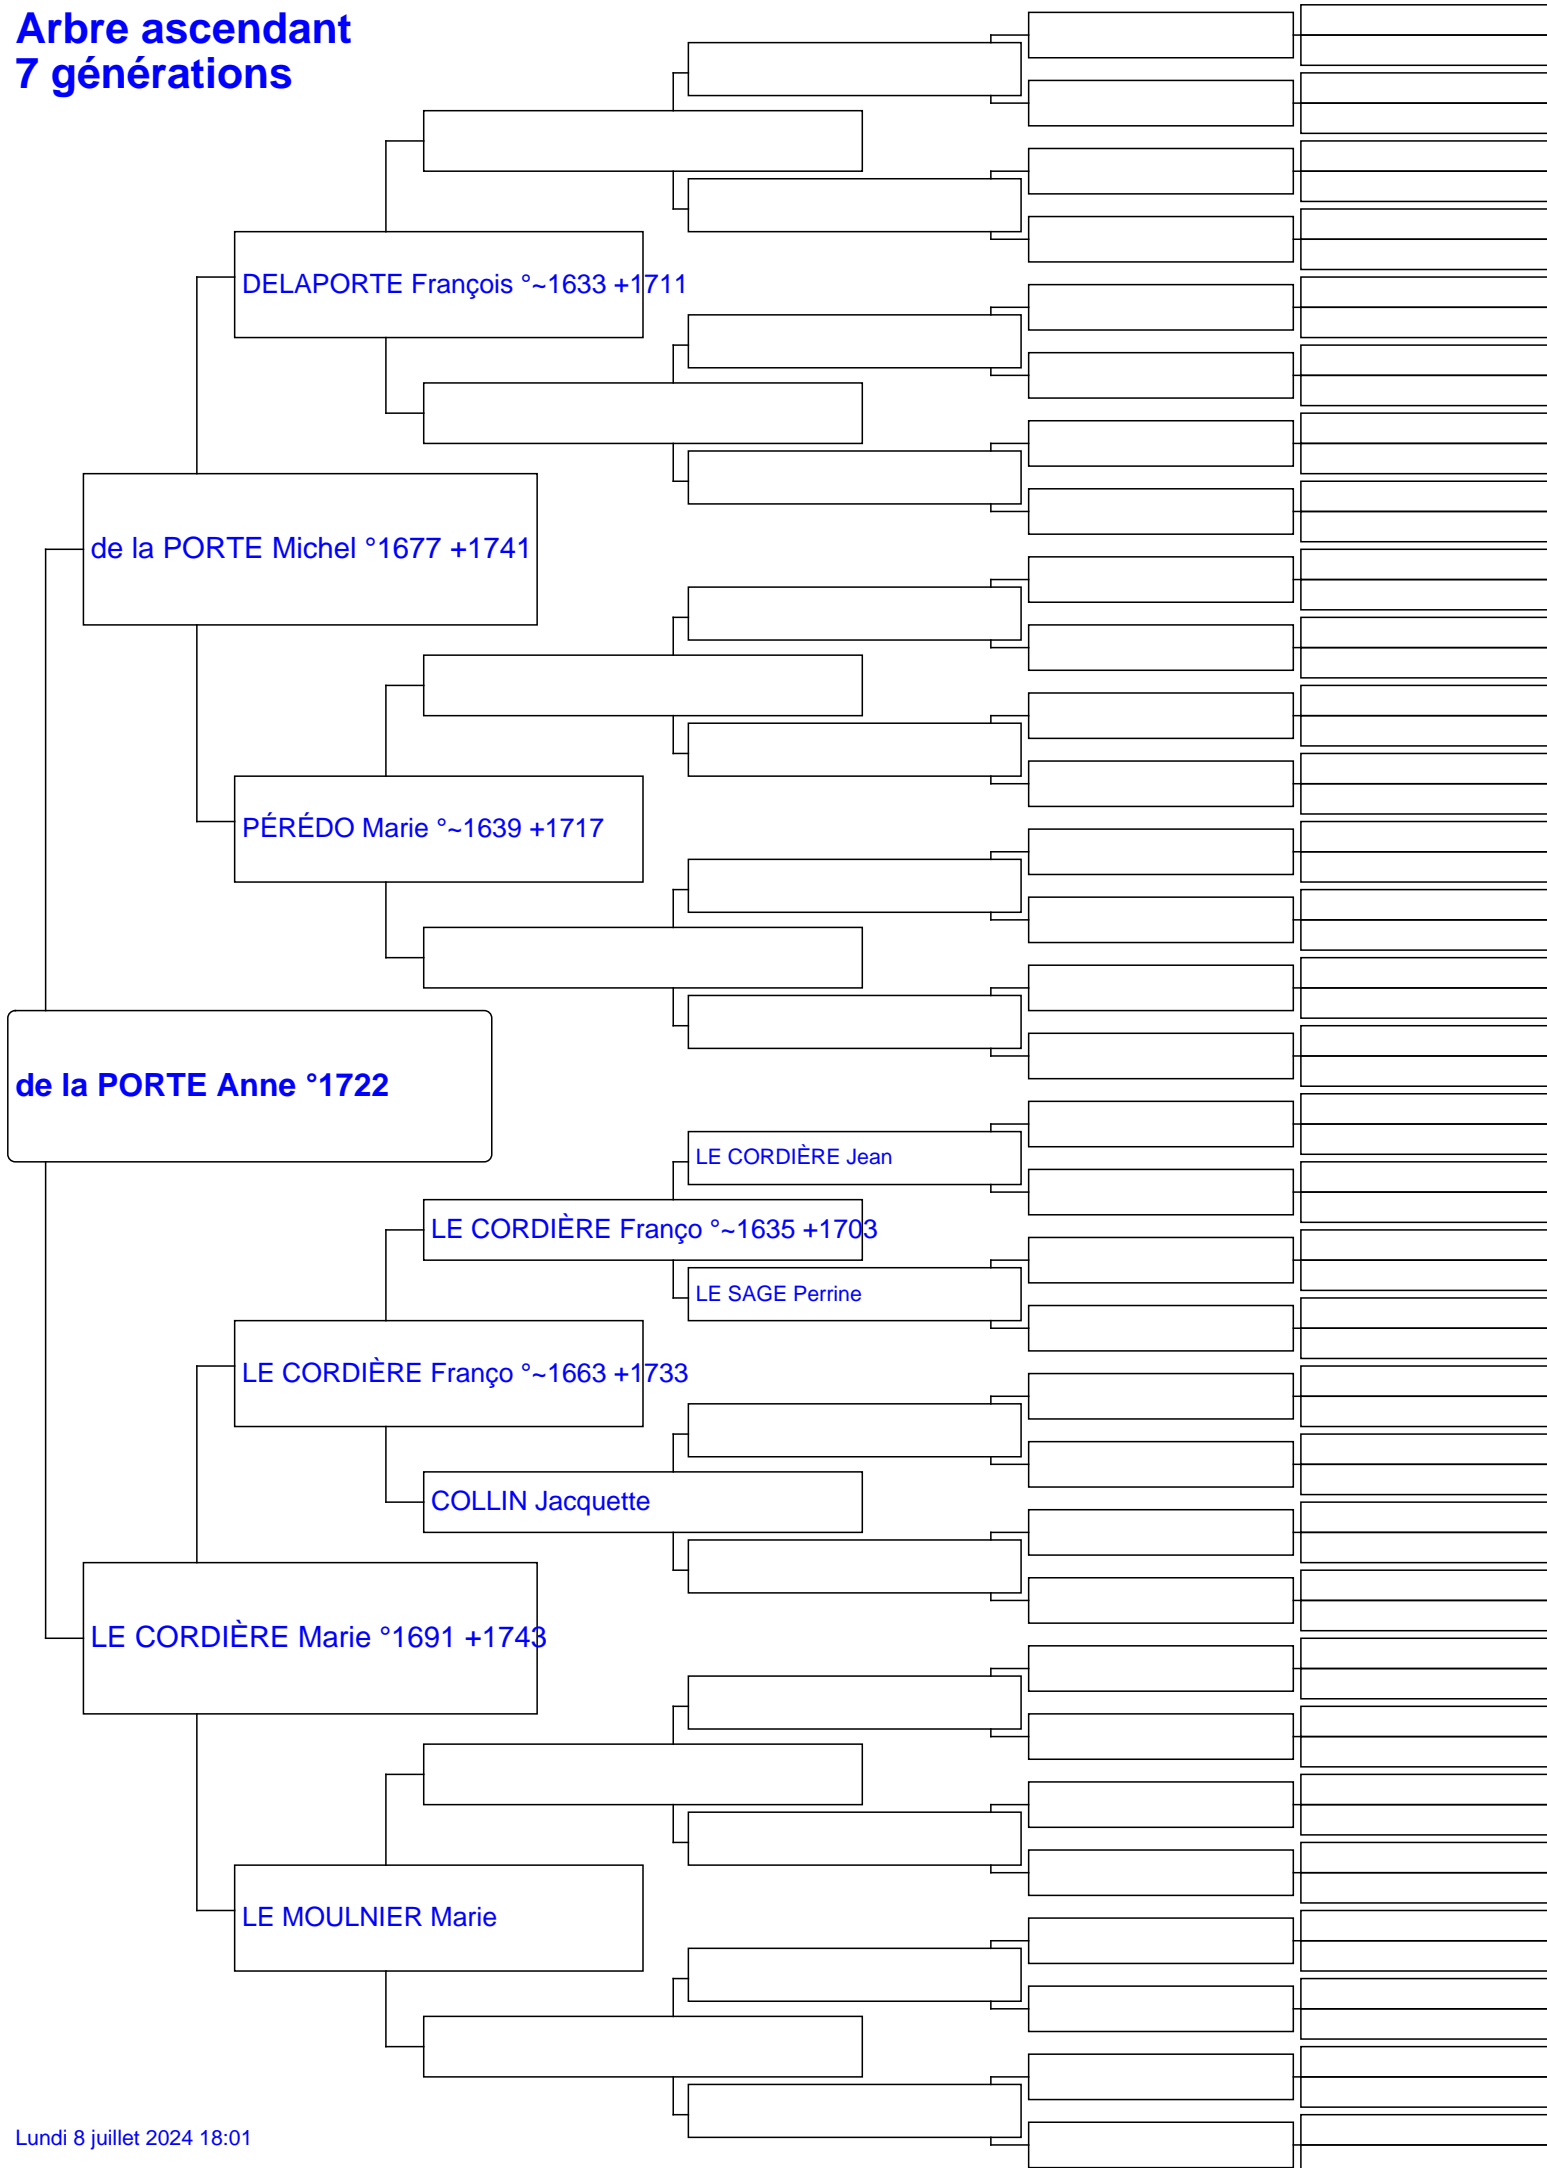 Arbre ascendant
7 générations
DELAPORTE François °~1633 +1711
de la PORTE Michel °1677 +1741
PÉRÉDO Marie °~1639 +1717
de la PORTE Anne °1722
LE CORDIÈRE Jean
LE CORDIÈRE Franço °~1635 +1703
LE SAGE Perrine
LE CORDIÈRE Franço °~1663 +1733
COLLIN Jacquette
LE CORDIÈRE Marie °1691 +1743
LE MOULNIER Marie
Lundi 8 juillet 2024 18:01